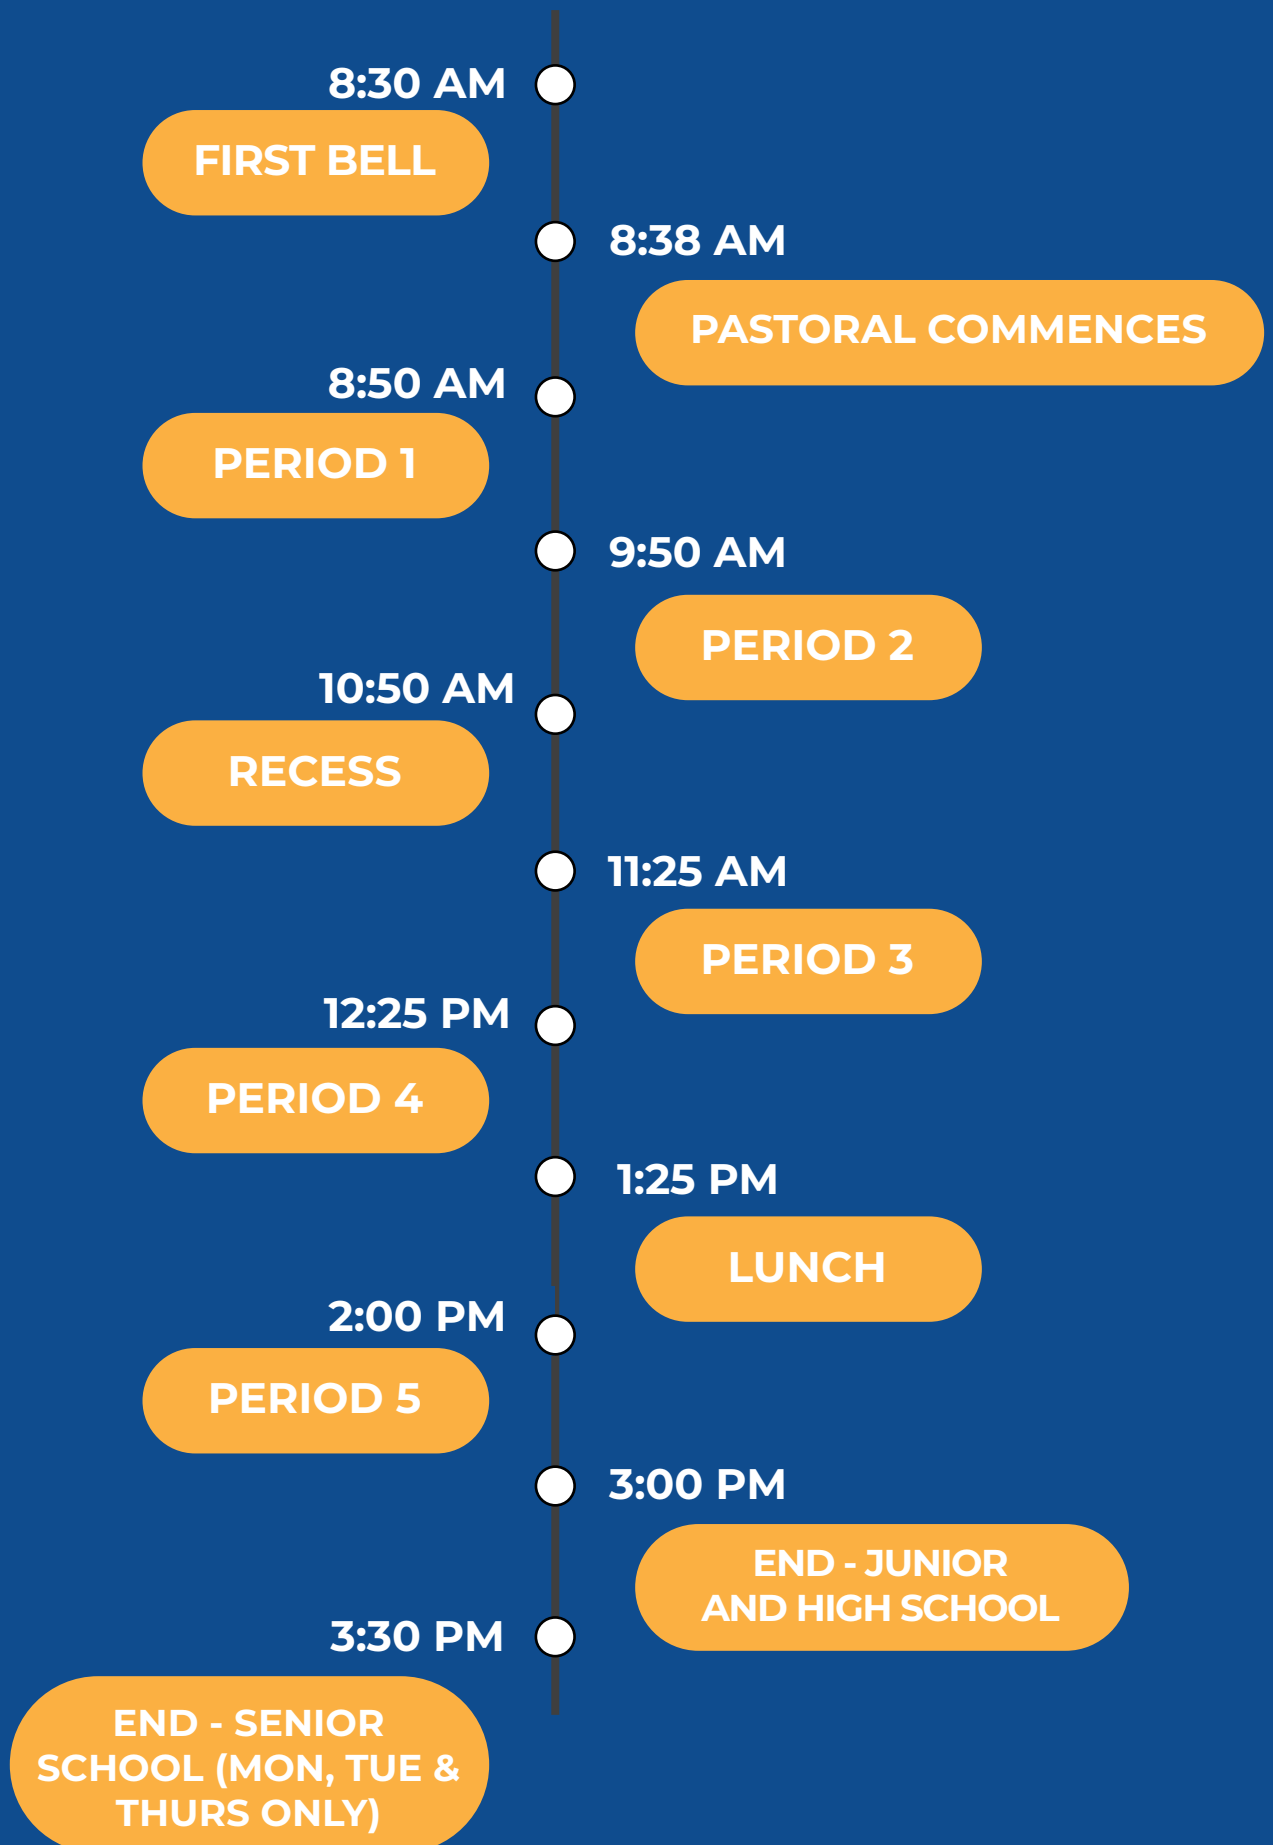 8:30 AM
FIRST BELL
8:38 AM
PASTORAL COMMENCES
8:50 AM
PERIOD 1
9:50 AM
PERIOD 2
10:50 AM
RECESS
11:25 AM
PERIOD 3
12:25 PM
PERIOD 4
1:25 PM
LUNCH
2:00 PM
PERIOD 5
3:00 PM
END - JUNIOR
AND HIGH SCHOOL
3:30 PM
END - SENIOR
SCHOOL (MON, TUE &
THURS ONLY)